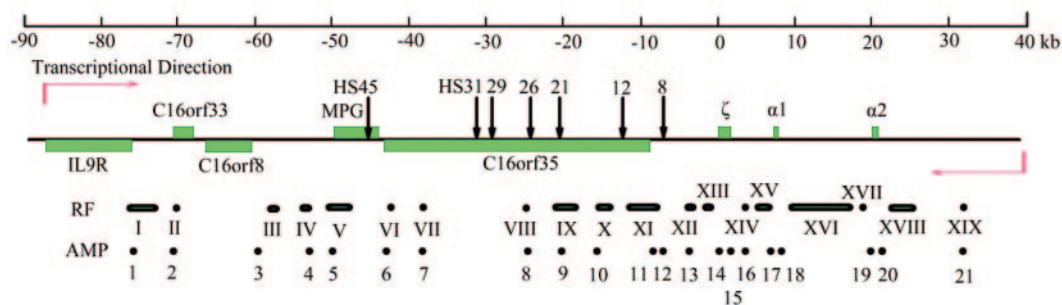 -90 -80 -70 -60 -50 -40 -30 -20 -10 0 10 20 30 40 kb
Transcriptional Direction
HS45 HS31 29 26 21 12 8
C16orf33 MPG ζ α1 α2
IL9R C16orf8 C16orf35
XIII XV XVII
RF
I II III IV V VI VII VIII IX X XI XII XIV XVI XVIII XIX
AMP
1 2 3 4 5 6 7 8 9 10 11 12 13 14 16 17 18 19 20 21
15